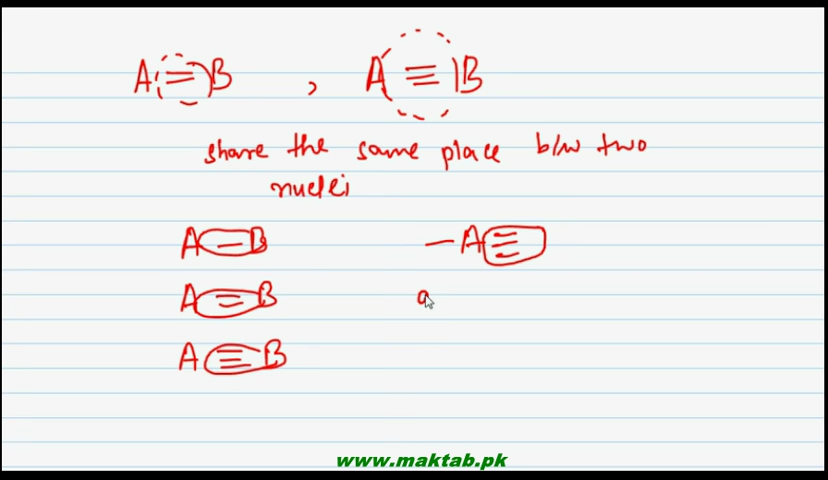 A=B , A≡B
share the same place b/w two
nuclei
A–B –A≡
A=B a
A≡B
www.maktab.pk